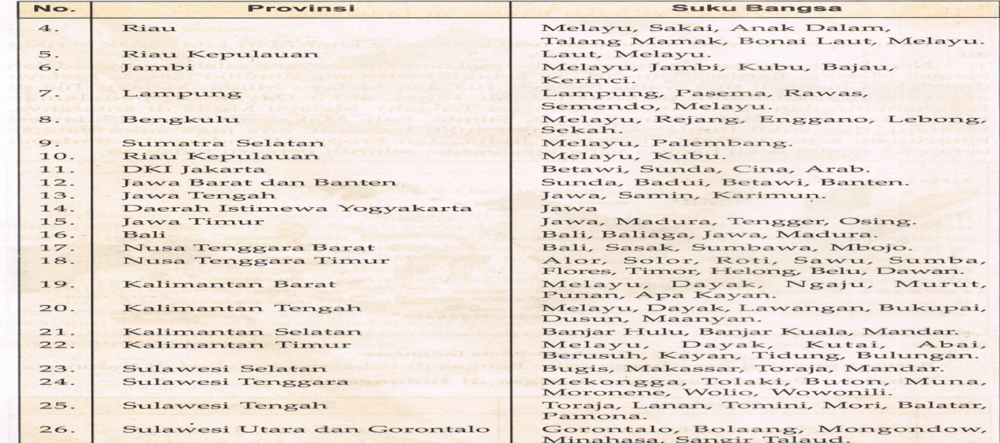 No. Provinsi Suku Bangsa
4. Riau Melayu, Sakai, Anak Dalam,
Talang Mamak, Bonai Laut, Melayu.
5. Riau Kepulauan Laut, Melayu.
6. Jambi Melayu, Jambi, Kubu, Bajau,
Kerinci.
7. Lampung Lampung, Pasema, Rawas,
Semendo, Melayu.
8. Bengkulu Melayu, Rejang, Enggano, Lebong,
Sekah.
9. Sumatra Selatan Melayu, Palembang.
10. Riau Kepulauan Melayu, Kubu.
11. DKI Jakarta Betawi, Sunda, Cina, Arab.
12. Jawa Barat dan Banten Sunda, Badui, Betawi, Banten.
13. Jawa Tengah Jawa, Samin, Karimun.
14. Daerah Istimewa Yogyakarta Jawa
15. Jawa Timur Jawa, Madura, Tengger, Osing.
16. Bali Bali, Baliaga, Jawa, Madura.
17. Nusa Tenggara Barat Bali, Sasak, Sumbawa, Mbojo.
18. Nusa Tenggara Timur Alor, Solor, Roti, Sawu, Sumba,
Flores, Timor, Helong, Belu, Dawan.
19. Kalimantan Barat Melayu, Dayak, Ngaju, Murut,
Punan, Apa Kayan.
20. Kalimantan Tengah Melayu, Dayak, Lawangan, Bukupai,
Dusun, Maanyan.
21. Kalimantan Selatan Banjar Hulu, Banjar Kuala, Mandar.
22. Kalimantan Timur Melayu, Dayak, Kutai, Abai,
Berusuh, Kayan, Tidung, Bulungan.
23. Sulawesi Selatan Bugis, Makassar, Toraja, Mandar.
24. Sulawesi Tenggara Mekongga, Tolaki, Buton, Muna,
Moronene, Wolio, Wowonili.
25. Sulawesi Tengah Toraja, Lanan, Tomini, Mori, Balatar,
Pamona.
26. Sulawesi Utara dan Gorontalo Gorontalo, Bolaang, Mongondow,
Minahasa, Sangir Talaud.